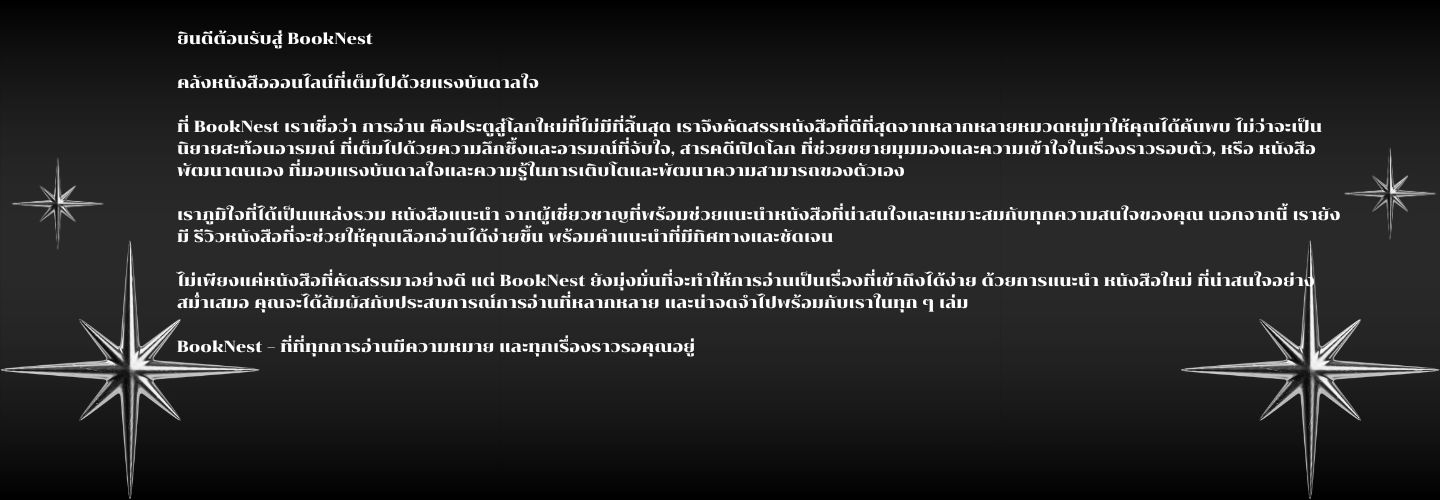 ยินดีต้อนรับสู่ BookNest
คลังหนังสือออนไลน์ที่เต็มไปด้วยแรงบันดาลใจ
ที่ BookNest เราเชื่อว่า การอ่าน คือประตูสู่โลกใหม่ที่ไม่มีที่สิ้นสุด เราจึงคัดสรรหนังสือที่ดีที่สุดจากหลากหลายหมวดหมู่มาให้คุณได้ค้นพบ ไม่ว่าจะเป็น
นิยายสะท้อนอารมณ์ ที่เต็มไปด้วยความลึกซึ้งและอารมณ์ที่จับใจ, สารคดีเปิดโลก ที่ช่วยขยายมุมมองและความเข้าใจในเรื่องราวรอบตัว, หรือ หนังสือ
พัฒนาตนเอง ที่มอบแรงบันดาลใจและความรู้ในการเติบโตและพัฒนาความสามารถของตัวเอง
เราภูมิใจที่ได้เป็นแหล่งรวม หนังสือแนะนำ จากผู้เชี่ยวชาญที่พร้อมช่วยแนะนำหนังสือที่น่าสนใจและเหมาะสมกับทุกความสนใจของคุณ นอกจากนี้ เรายัง
มี รีวิวหนังสือที่จะช่วยให้คุณเลือกอ่านได้ง่ายขึ้น พร้อมคำแนะนำที่มีทิศทางและชัดเจน
ไม่เพียงแค่หนังสือที่คัดสรรมาอย่างดี แต่ BookNest ยังมุ่งมั่นที่จะทำให้การอ่านเป็นเรื่องที่เข้าถึงได้ง่าย ด้วยการแนะนำ หนังสือใหม่ ที่น่าสนใจอย่าง
สม่ำเสมอ คุณจะได้สัมผัสกับประสบการณ์การอ่านที่หลากหลาย และน่าจดจำไปพร้อมกับเราในทุก ๆ เล่ม
BookNest – ที่ที่ทุกการอ่านมีความหมาย และทุกเรื่องราวรอคุณอยู่